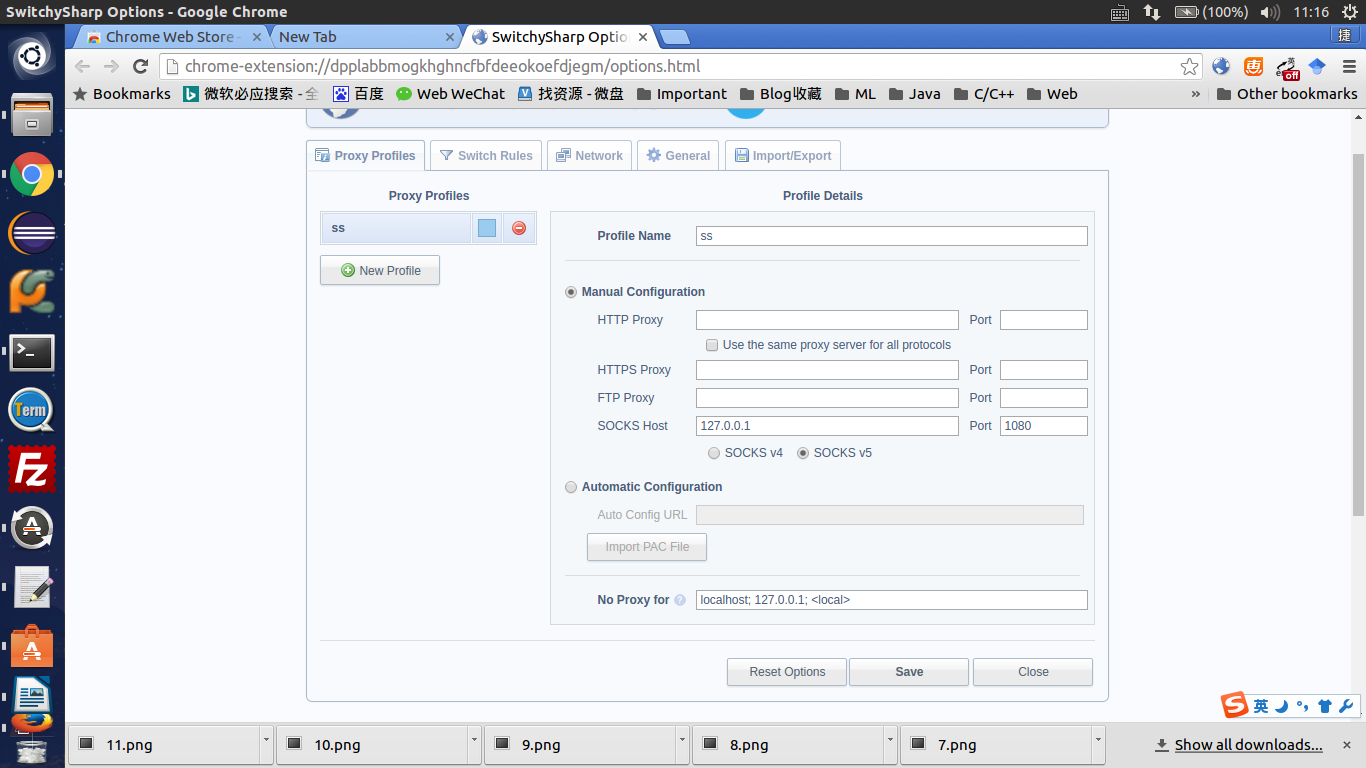 SwitchySharp Options - Google Chrome (100%) 11:16
Chrome Web Store - New Tab SwitchySharp Optio 捷
chrome-extension://dpplabbmogkhghncfbfdeeokoefdjegm/options.html 英 off
Bookmarks 微软必应搜索 - 全 百度 Web WeChat 找资源 - 微盘 Important Blog收藏 ML Java C/C++ Web » Other bookmarks
Proxy Profiles Switch Rules Network General Import/Export
Proxy Profiles
ss
New Profile
Profile Details
Profile Name ss
Manual Configuration
HTTP Proxy Port
Use the same proxy server for all protocols
HTTPS Proxy Port
FTP Proxy Port
SOCKS Host 127.0.0.1 Port 1080
SOCKS v4 SOCKS v5
Automatic Configuration
Auto Config URL
Import PAC File
No Proxy for ? localhost; 127.0.0.1; <local>
Reset Options Save Close
Term
Fz
S 英
11.png 10.png 9.png 8.png 7.png Show all downloads...